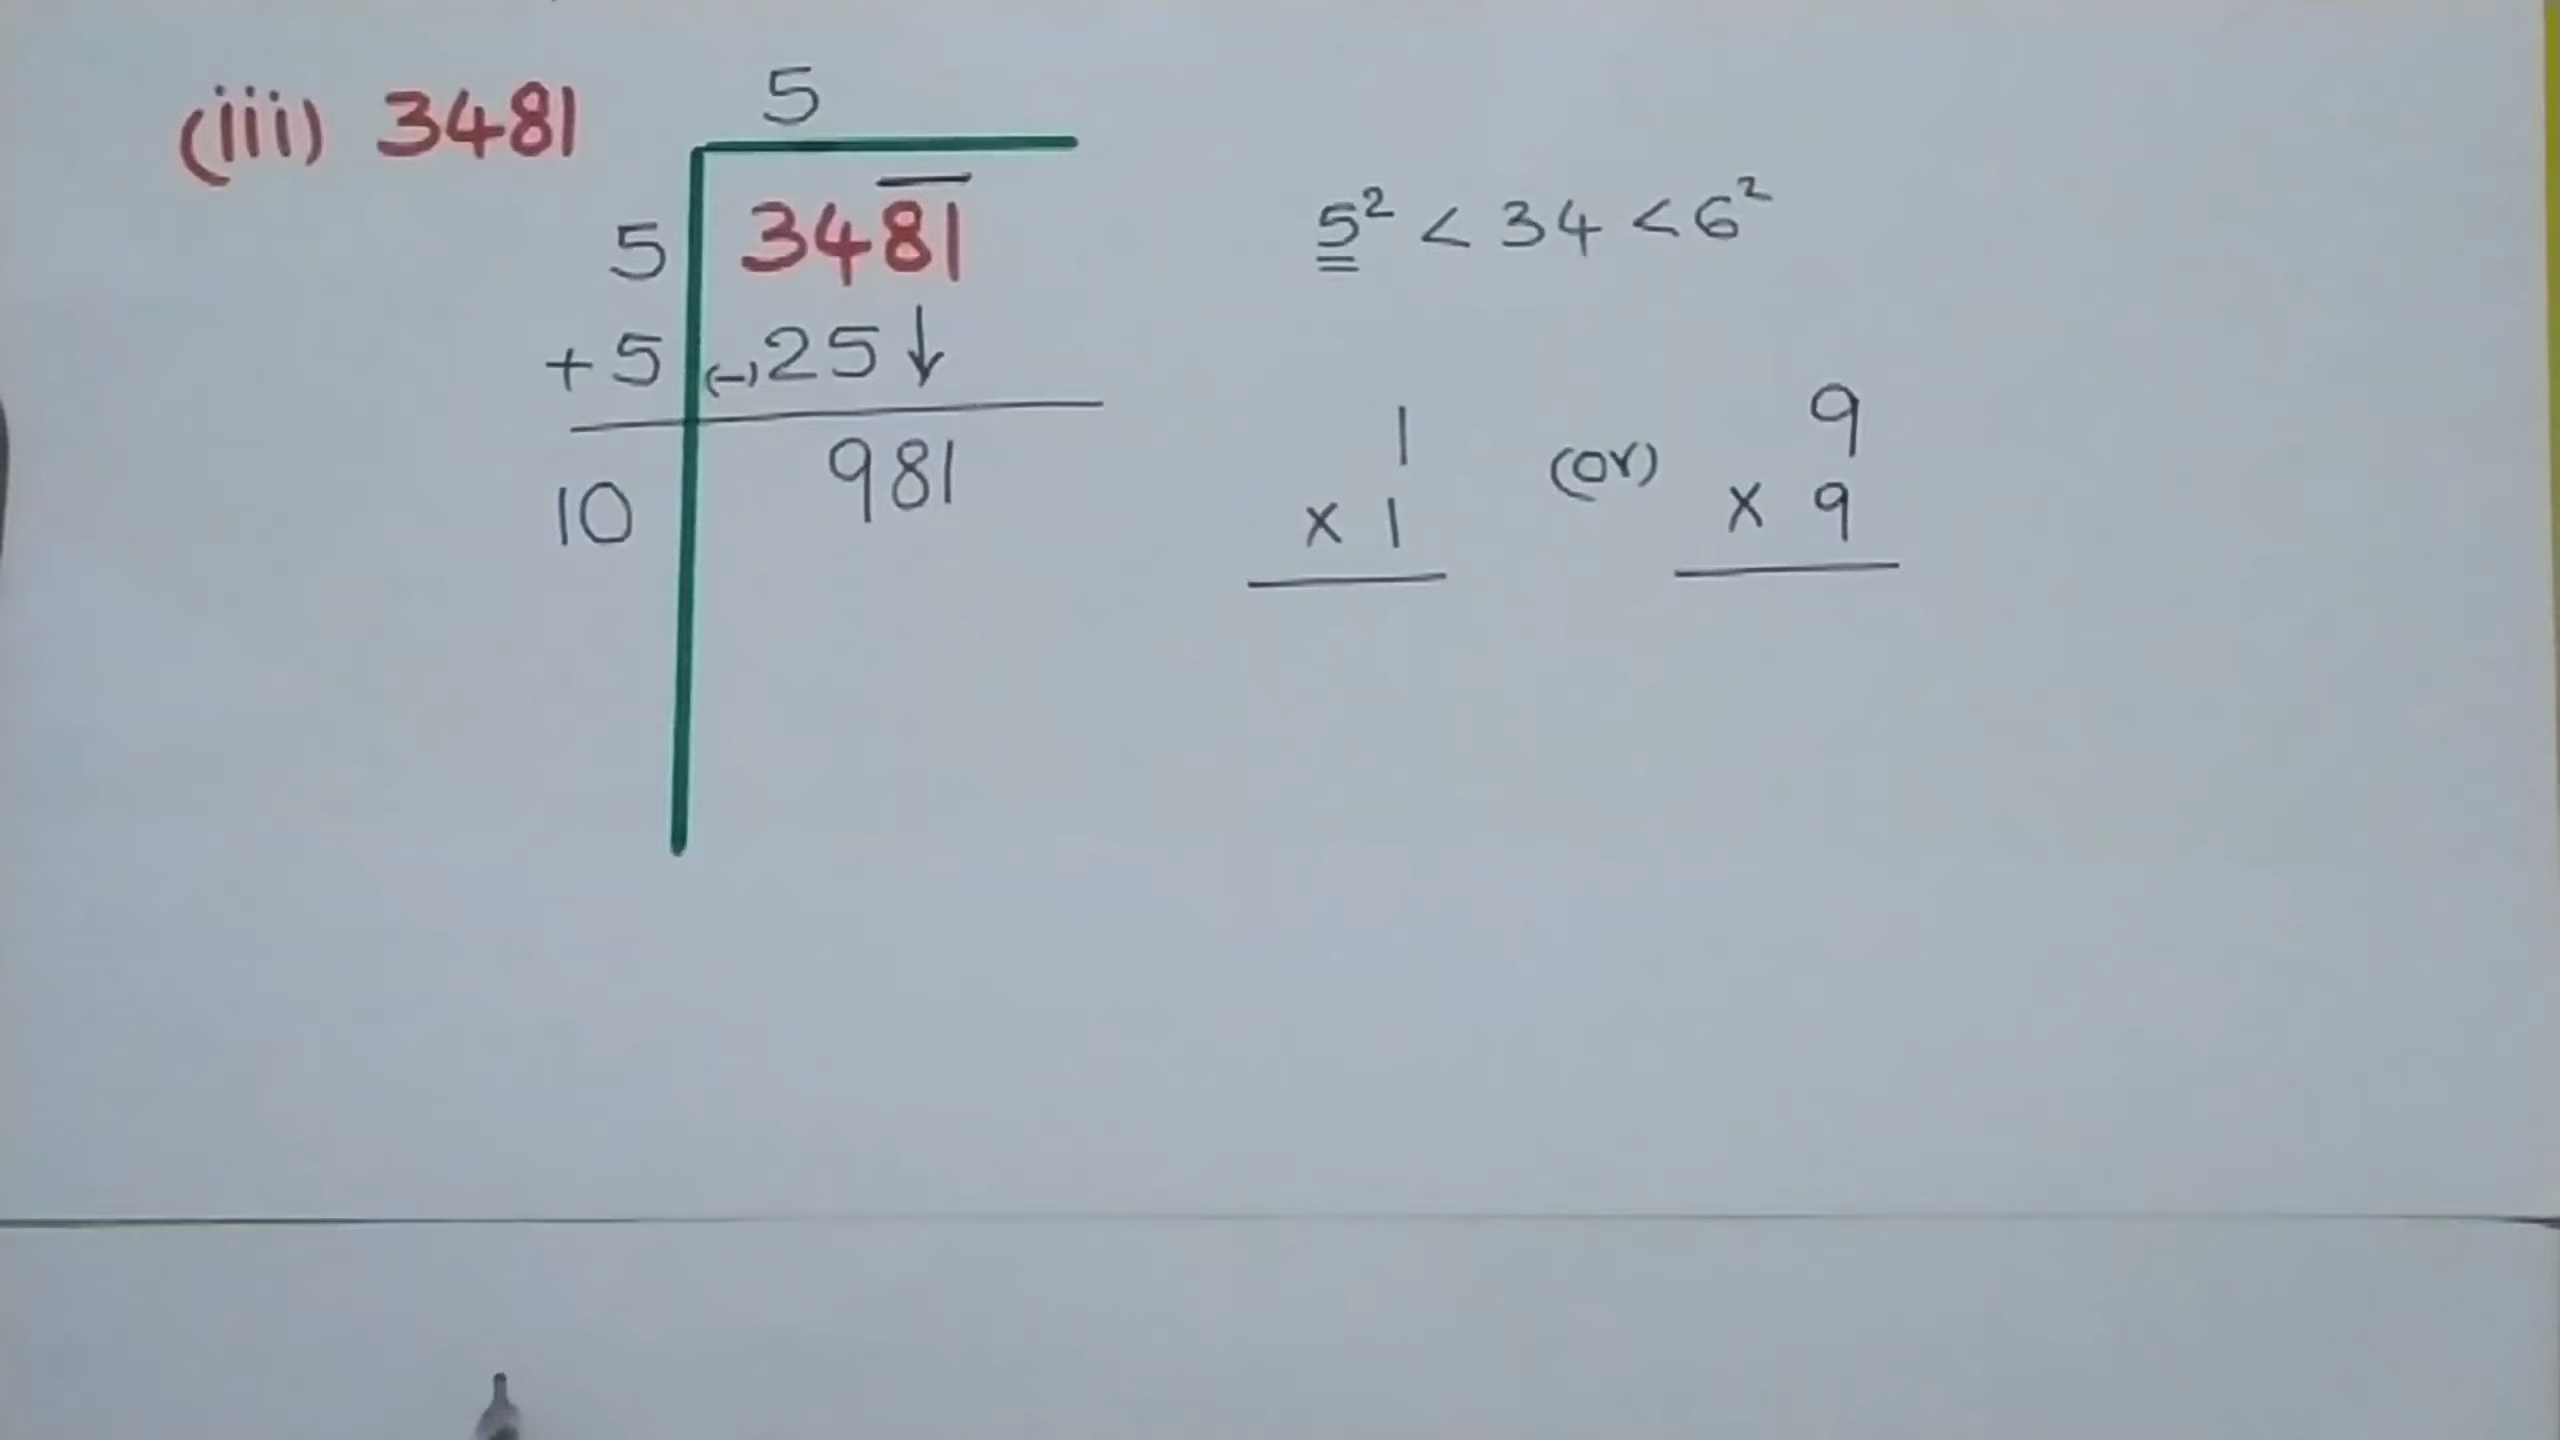 5
(iii) 3481
5 3481
5² < 34 < 6²
+ 5 (-) 25 ↓
10 981
1 (or) 9
x 1 x 9